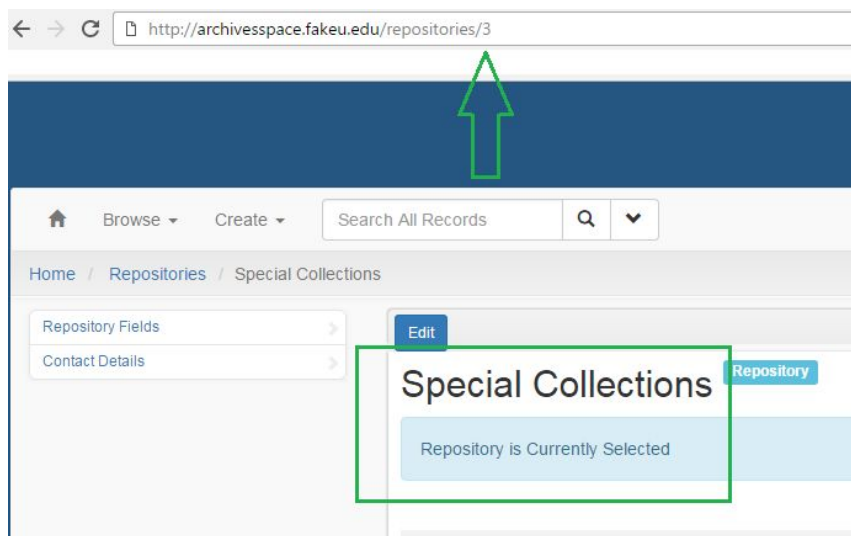 http://archivesspace.fakeu.edu/repositories/3
Browse Create Search All Records
Home / Repositories / Special Collections
Repository Fields
Contact Details
Edit
Special Collections Repository
Repository is Currently Selected